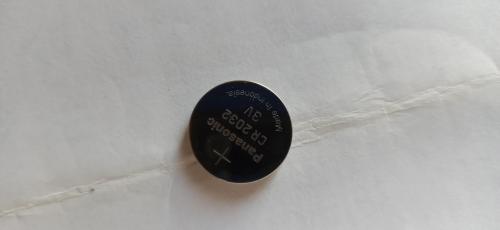 +
Panasonic
CR 2032
3V
Made In Indonesia.